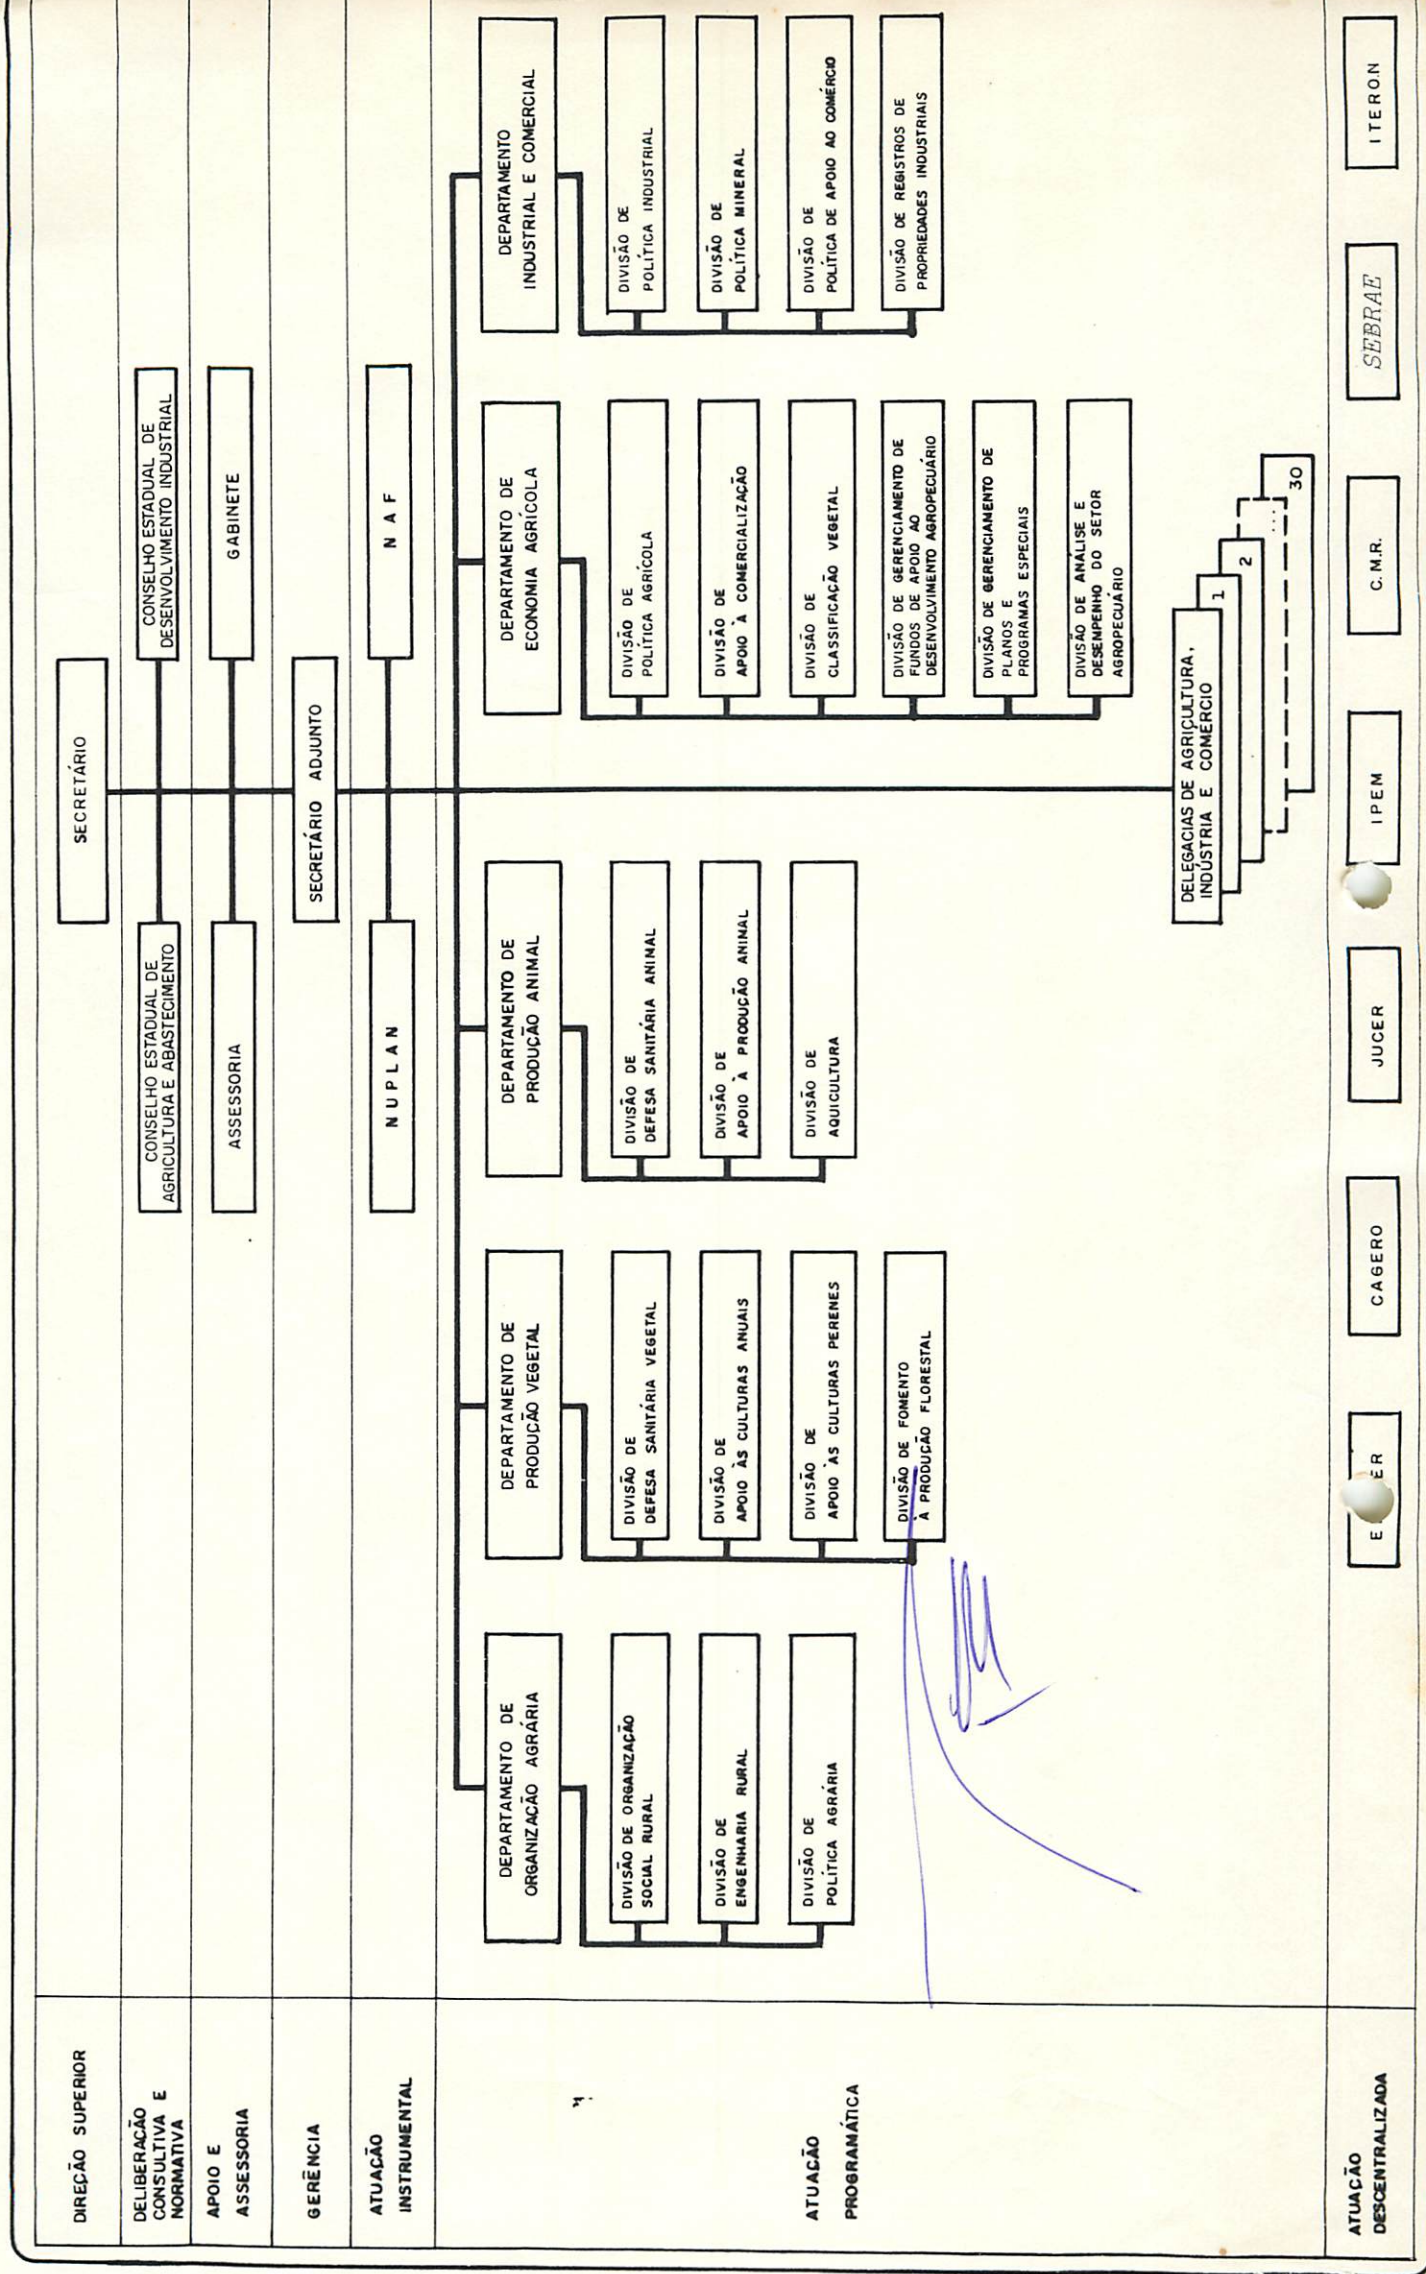 DIREÇÃO SUPERIOR
SECRETÁRIO
DELIBERAÇÃO
CONSULTIVA E
NORMATIVA
CONSELHO ESTADUAL DE
AGRICULTURA E ABASTECIMENTO
CONSELHO ESTADUAL DE
DESENVOLVIMENTO INDUSTRIAL
APOIO E
ASSESSORIA
ASSESSORIA
GABINETE
GERÊNCIA
SECRETÁRIO ADJUNTO
ATUAÇÃO
INSTRUMENTAL
NUPLAN
NAF
ATUAÇÃO
PROGRAMÁTICA
DEPARTAMENTO DE
ORGANIZAÇÃO AGRÁRIA
DIVISÃO DE ORGANIZAÇÃO
SOCIAL RURAL
DIVISÃO DE
ENGENHARIA RURAL
DIVISÃO DE
POLÍTICA AGRÁRIA
DEPARTAMENTO DE
PRODUÇÃO VEGETAL
DIVISÃO DE
DEFESA SANITÁRIA VEGETAL
DIVISÃO DE
APOIO ÀS CULTURAS ANUAIS
DIVISÃO DE
APOIO ÀS CULTURAS PERENES
DIVISÃO DE FOMENTO
À PRODUÇÃO FLORESTAL
DEPARTAMENTO DE
PRODUÇÃO ANIMAL
DIVISÃO DE
DEFESA SANITÁRIA ANIMAL
DIVISÃO DE
APOIO À PRODUÇÃO ANIMAL
DIVISÃO DE
AQUICULTURA
DEPARTAMENTO DE
ECONOMIA AGRÍCOLA
DIVISÃO DE
POLÍTICA AGRÍCOLA
DIVISÃO DE
APOIO À COMERCIALIZAÇÃO
DIVISÃO DE
CLASSIFICAÇÃO VEGETAL
DIVISÃO DE GERENCIAMENTO DE
FUNDOS DE APOIO AO
DESENVOLVIMENTO AGROPECUÁRIO
DIVISÃO DE GERENCIAMENTO DE
PLANOS E
PROGRAMAS ESPECIAIS
DIVISÃO DE ANÁLISE E
DESEMPENHO DO SETOR
AGROPECUÁRIO
DEPARTAMENTO
INDUSTRIAL E COMERCIAL
DIVISÃO DE
POLÍTICA INDUSTRIAL
DIVISÃO DE
POLÍTICA MINERAL
DIVISÃO DE
POLÍTICA DE APOIO AO COMÉRCIO
DIVISÃO DE REGISTROS DE
PROPRIEDADES INDUSTRIAIS
DELEGACIAS DE AGRICULTURA,
INDÚSTRIA E COMÉRCIO
1
2
...
30
ATUAÇÃO
DESCENTRALIZADA
CAGERO
JUCER
IPEM
C.M.R.
SEBRAE
ITERON